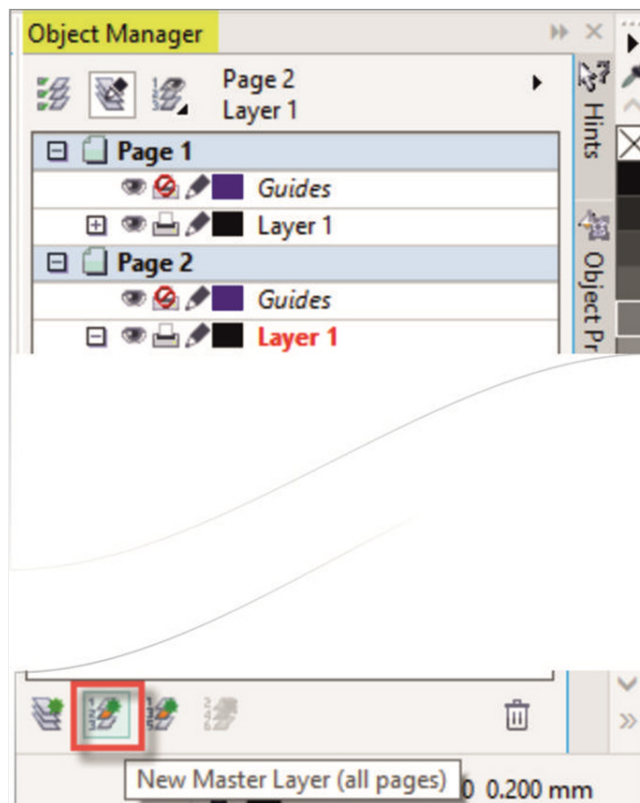 Object Manager
Page 2
Layer 1
Page 1
Guides
Layer 1
Page 2
Guides
Layer 1
Hints
Object Pr
New Master Layer (all pages)
0 0.200 mm